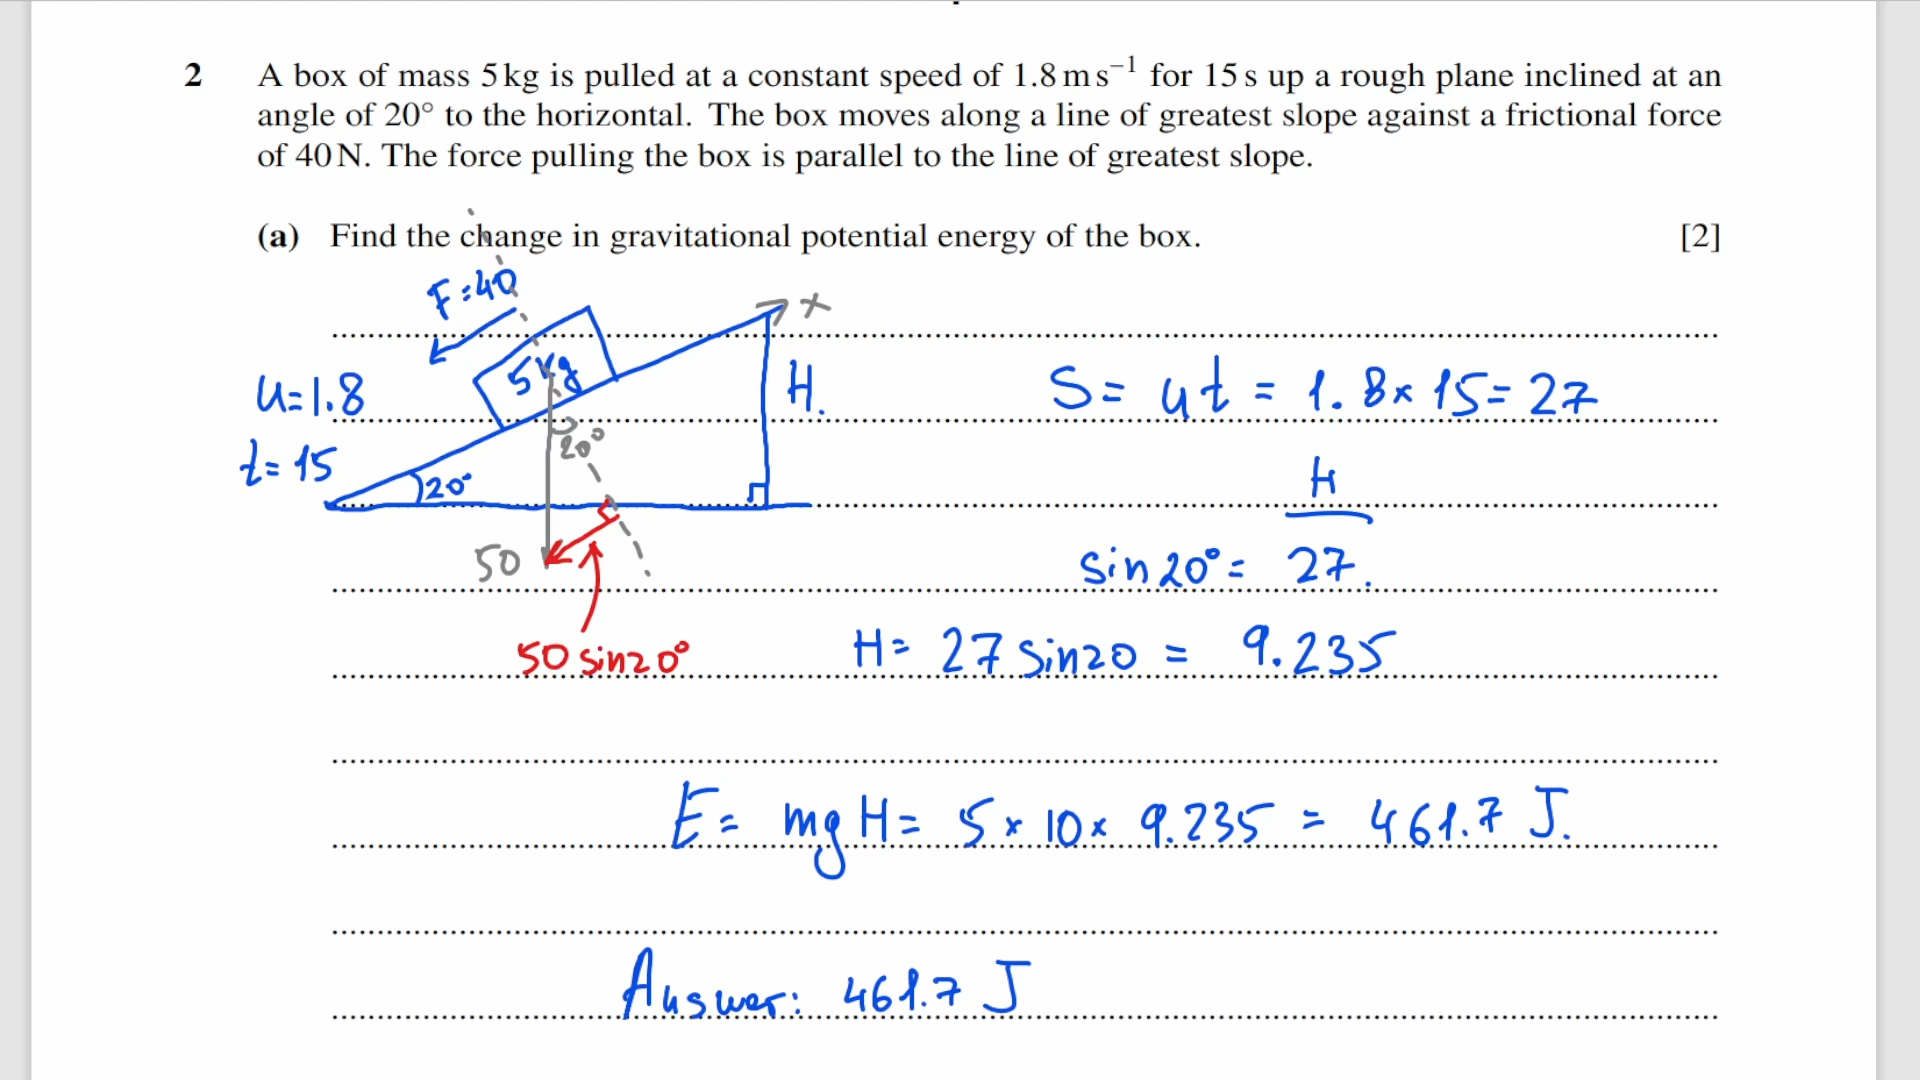 2 A box of mass 5 kg is pulled at a constant speed of 1.8 m s⁻¹ for 15 s up a rough plane inclined at an
angle of 20° to the horizontal. The box moves along a line of greatest slope against a frictional force
of 40 N. The force pulling the box is parallel to the line of greatest slope.
(a) Find the change in gravitational potential energy of the box. [2]
F=40
x
5kg
H.
u=1.8
S= ut = 1.8×15=27
20°
t=15
20°
H
50
sin20°= 27.
50sin20°
H= 27sin20 = 9.235
E= mgH= 5×10×9.235 = 461.7 J.
Answer: 461.7 J